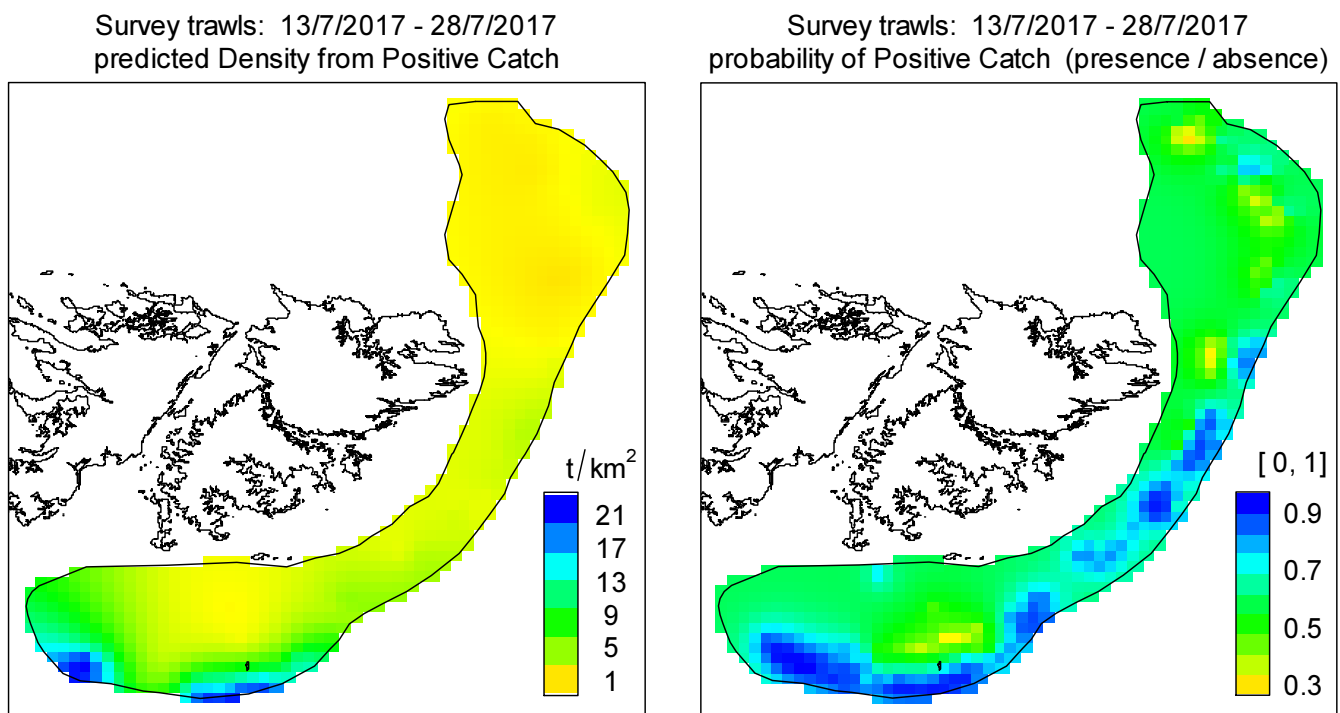 Survey trawls: 13/7/2017 - 28/7/2017
predicted Density from Positive Catch
t/km²
21
17
13
9
5
1
Survey trawls: 13/7/2017 - 28/7/2017
probability of Positive Catch (presence / absence)
[ 0, 1]
0.9
0.7
0.5
0.3